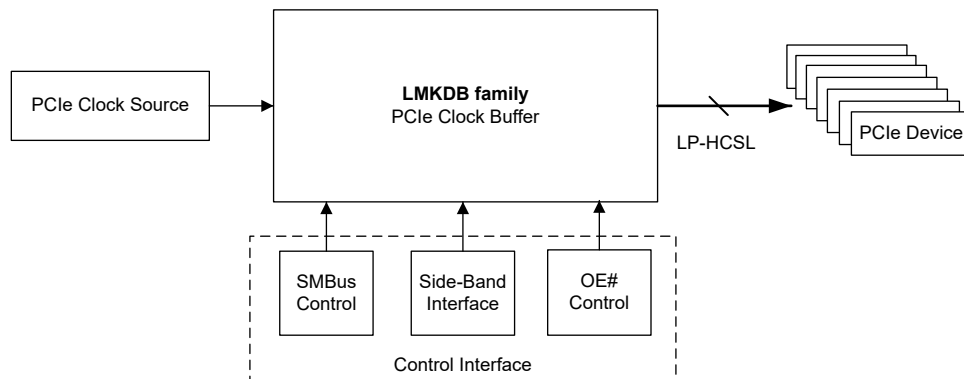 PCIe Clock Source
LMKDB family
PCIe Clock Buffer
LP-HCSL
PCIe Device
SMBus
Control
Side-Band
Interface
OE#
Control
Control Interface